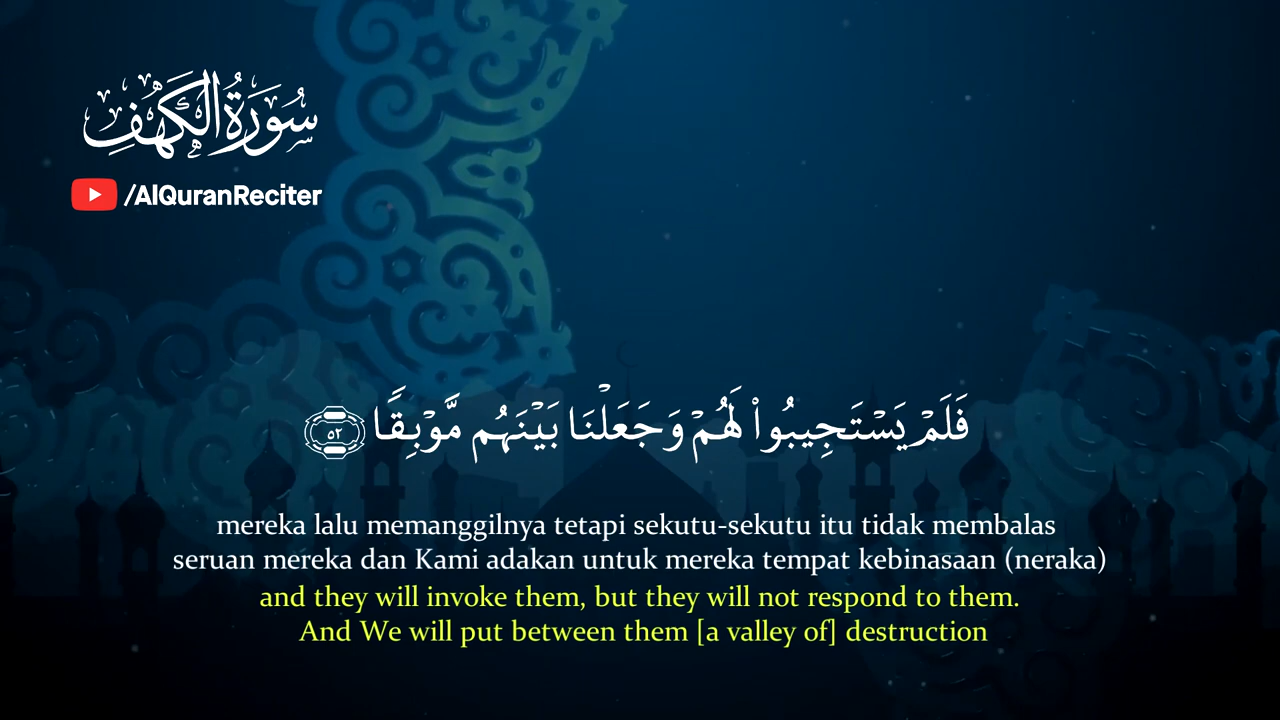 سُورَةُ الْكَهْفِ
/AlQuranReciter
فَلَمْ يَسْتَجِيبُوا۟ لَهُمْ وَجَعَلْنَا بَيْنَهُم مَّوْبِقًا ٥٢
mereka lalu memanggilnya tetapi sekutu-sekutu itu tidak membalas
seruan mereka dan Kami adakan untuk mereka tempat kebinasaan (neraka)
and they will invoke them, but they will not respond to them.
And We will put between them [a valley of] destruction